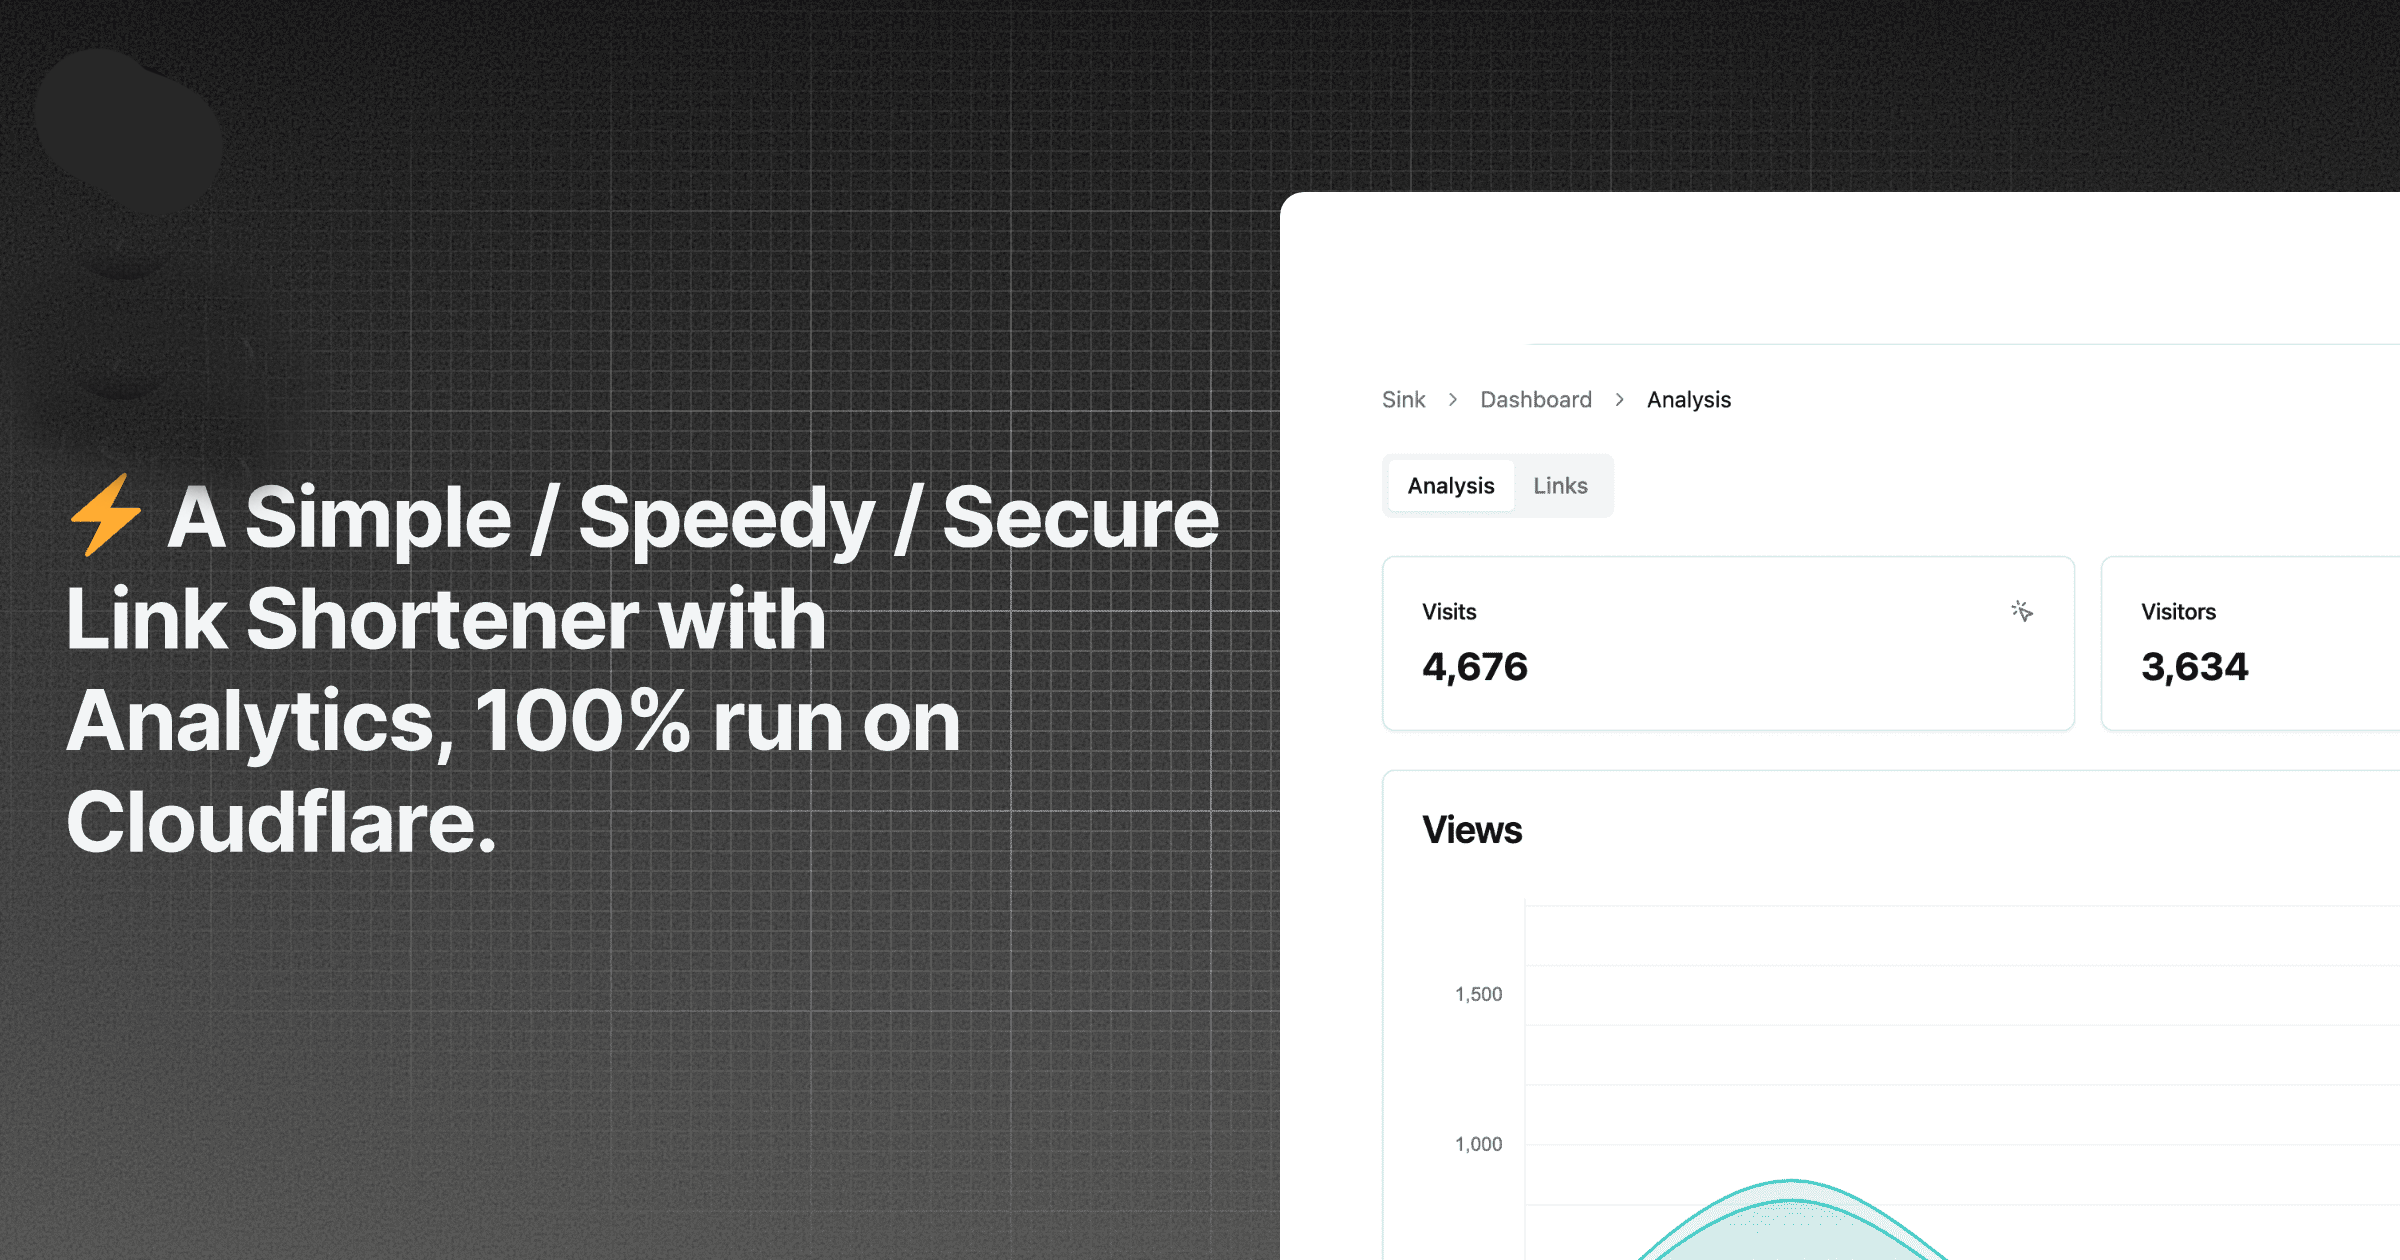 ⚡ A Simple / Speedy / Secure
Link Shortener with
Analytics, 100% run on
Cloudflare.
Sink > Dashboard > Analysis
Analysis Links
Visits
4,676
Visitors
3,634
Views
1,500
1,000